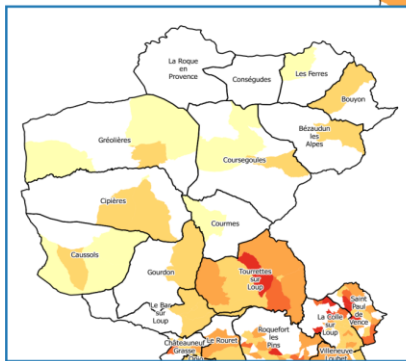 La Roque
en
Provence
Conségudes
Les Ferres
Bouyon
Bézaudun
les
Alpes
Gréolières
Coursegoules
Cipières
Courmes
Caussols
Gourdon
Tourrettes
sur
Loup
Le Bar
sur
Loup
Saint
Paul
de
Vence
La Colle
sur
Loup
Roquefort
les
Pins
Le Rouret
Châteauneuf
Grasse
Villeneuve
Loubet